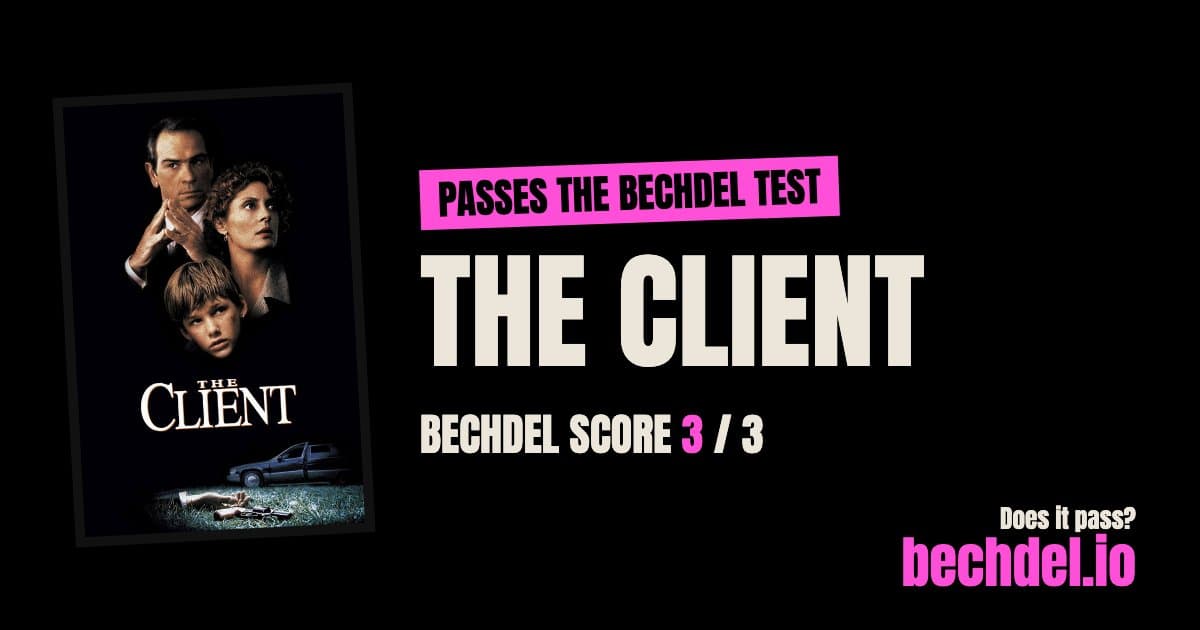 THE
CLIENT
PASSES THE BECHDEL TEST
THE CLIENT
BECHDEL SCORE 3 / 3
Does it pass?
bechdel.io